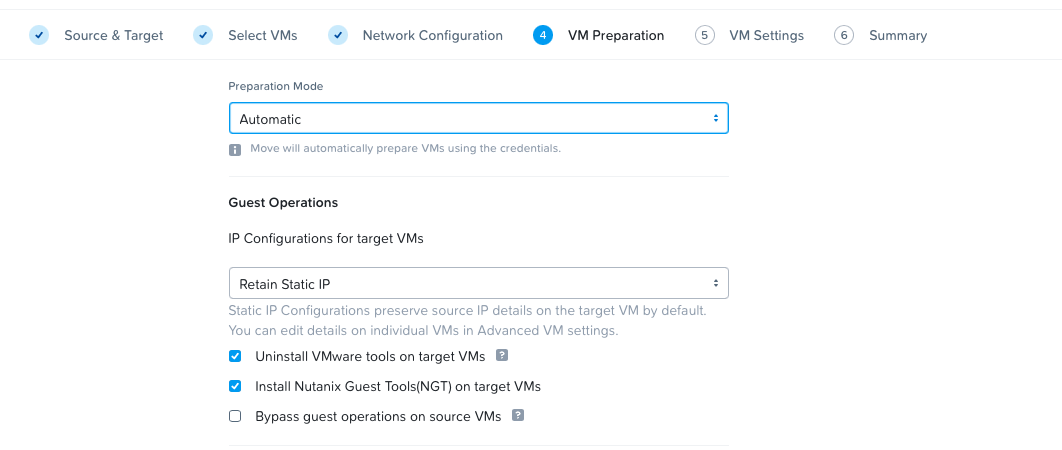 Source & Target
Select VMs
Network Configuration
4 VM Preparation
5 VM Settings
6 Summary
Preparation Mode
Automatic
Move will automatically prepare VMs using the credentials.
Guest Operations
IP Configurations for target VMs
Retain Static IP
Static IP Configurations preserve source IP details on the target VM by default.
You can edit details on individual VMs in Advanced VM settings.
Uninstall VMware tools on target VMs ?
Install Nutanix Guest Tools(NGT) on target VMs
Bypass guest operations on source VMs ?